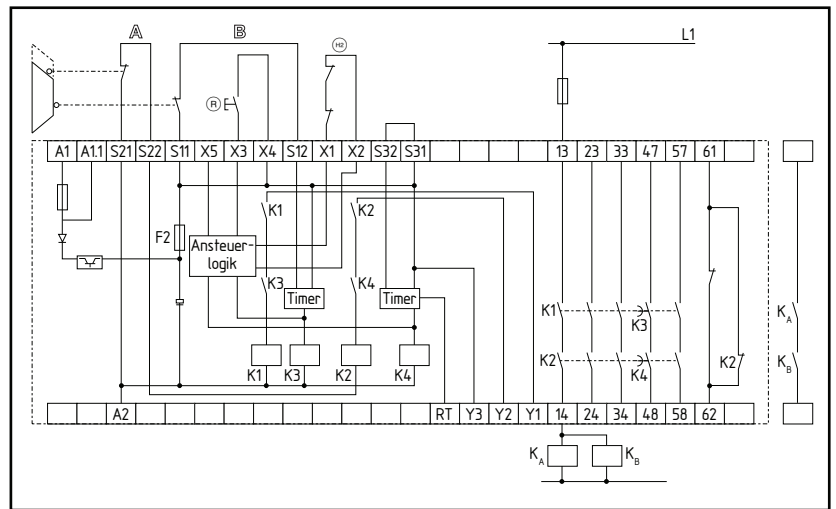 A B H2 L1
R
A1 A1.1 S21 S22 S11 X5 X3 X4 S12 X1 X2 S32 S31 13 23 33 47 57 61
K1 K2
F2
Ansteuer-
logik
K3 K4
Timer Timer
K1 K3 KA
K2 K4 K2 KB
K1 K3 K2 K4
A2 RT Y3 Y2 Y1 14 24 34 48 58 62
KA KB